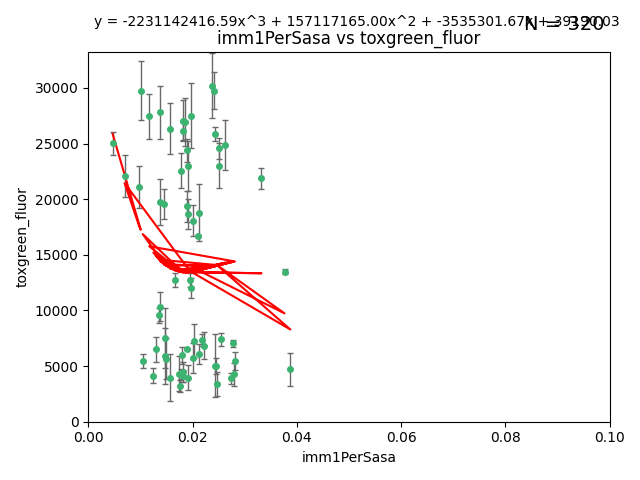 y = -2231142416.59x^3 + 157117165.00x^2 + -3535301.67x +
N = 320
imm1PerSasa vs toxgreen_fluor
toxgreen_fluor
30000
25000
20000
15000
10000
5000
0
0.00 0.02 0.04 0.06 0.08 0.10
imm1PerSasa